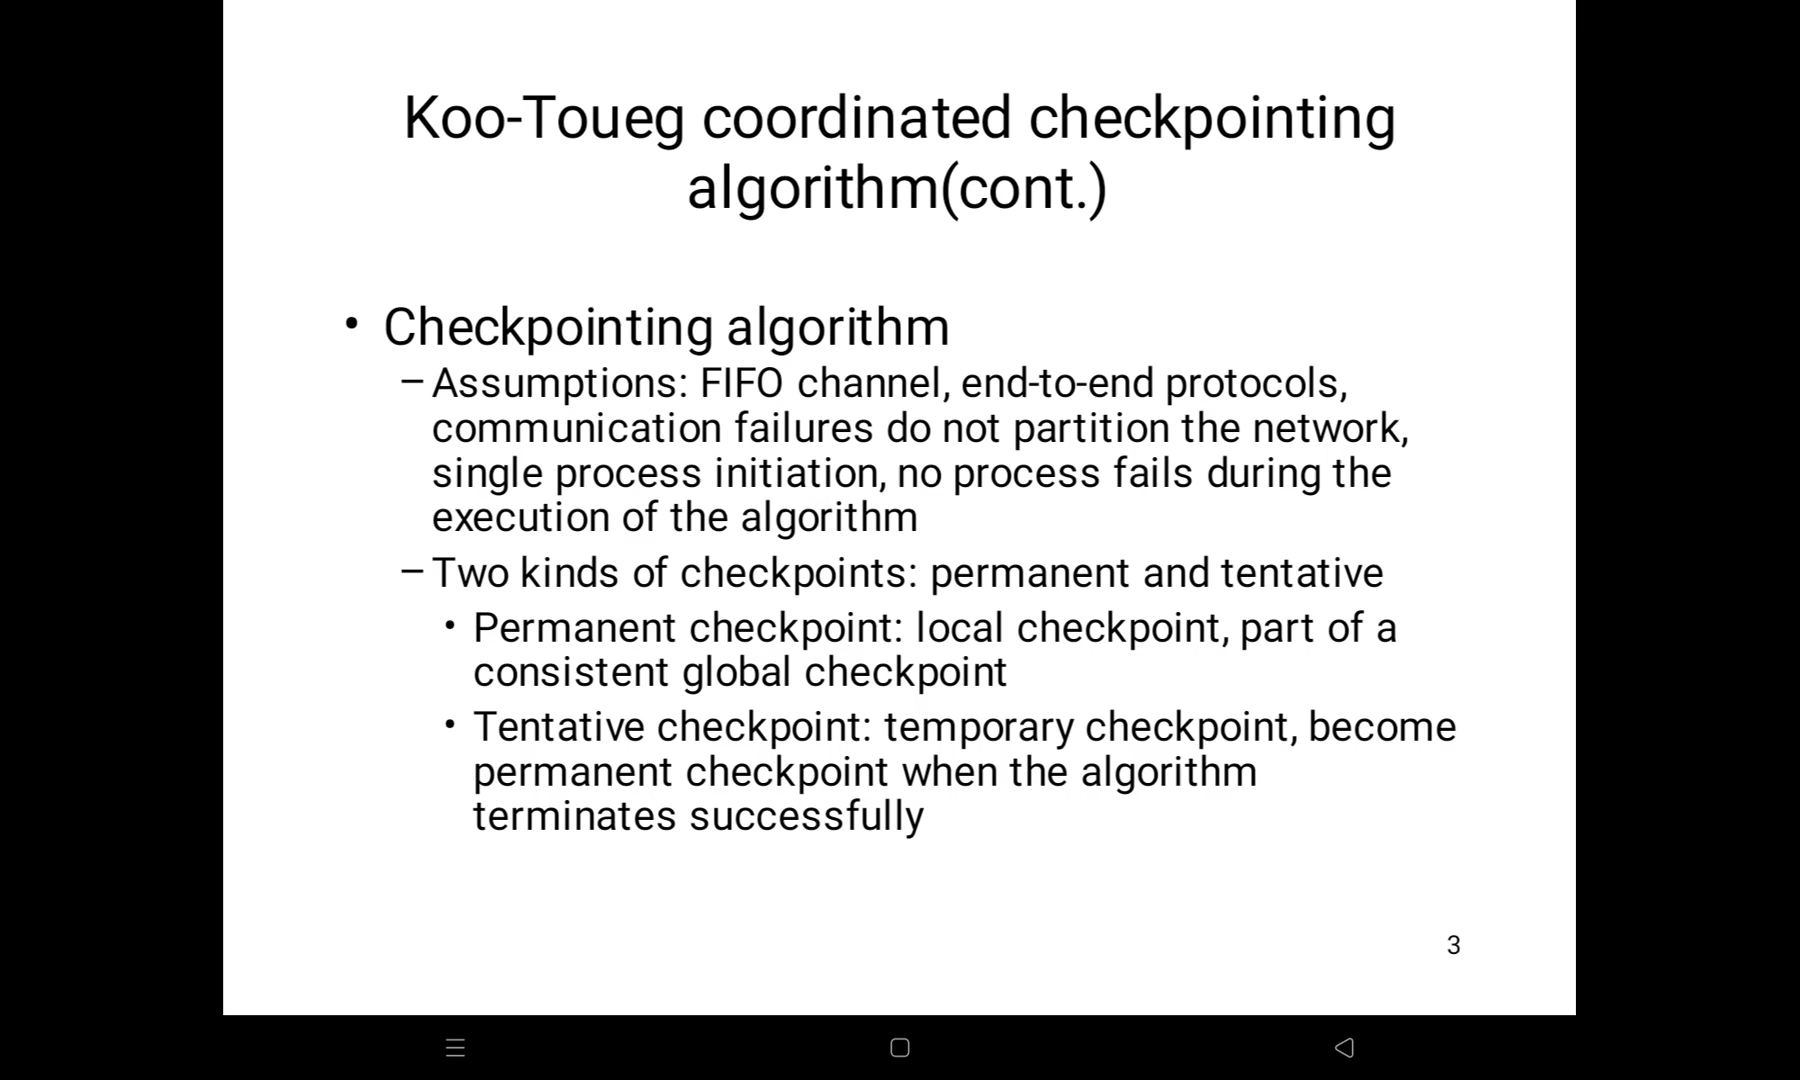 Koo-Toueg coordinated checkpointing
algorithm(cont.)
• Checkpointing algorithm
– Assumptions: FIFO channel, end-to-end protocols,
communication failures do not partition the network,
single process initiation, no process fails during the
execution of the algorithm
– Two kinds of checkpoints: permanent and tentative
• Permanent checkpoint: local checkpoint, part of a
consistent global checkpoint
• Tentative checkpoint: temporary checkpoint, become
permanent checkpoint when the algorithm
terminates successfully
3